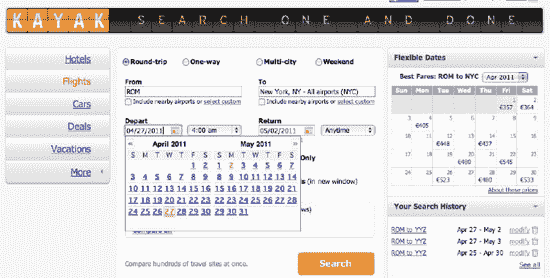 KAYAK SEARCH ONE AND DONE
Hotels
Flights
Cars
Deals
Vacations
More
Round-trip One-way Multi-city Weekend
From To
ROM New York, NY - All airports (NYC)
Include nearby airports or select custom Include nearby airports or select custom
Depart Return
04/27/2011 4:00 am 05/02/2011 Anytime
« April 2011 May 2011 »
S M T W T F S S M T W T F S
1 2 1 2 3 4 5 6 7
3 4 5 6 7 8 9 8 9 10 11 12 13 14
10 11 12 13 14 15 16 15 16 17 18 19 20 21
17 18 19 20 21 22 23 22 23 24 25 26 27 28
24 25 26 27 28 29 30 29 30 31
Only
(in new window)
Compare hundreds of travel sites at once.
Search
Flexible Dates
Best Fares: ROM to NYC Apr 2011
Sun Mon Tue Wed Thu Fri Sat
1 2
€357 €364
3 4 5 6 7 8 9
€405
10 11 12 13 14 15 16
€448 €437
17 18 19 20 21 22 23
€480 €545
24 25 26 27 28 29 30
€523 €480 €523
About these prices
Your Search History
ROM to YYZ Apr 27 - May 2 modify
ROM to YYZ Apr 27 - May 3 modify
ROM to YYZ Apr 25 - Apr 30 modify
See all